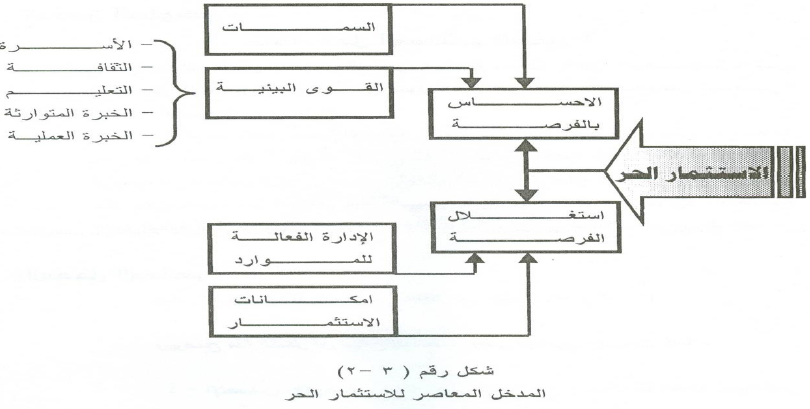 السمات
القوى البينية
- الأسرة
- الثقافة
- التعليم
- الخبرة المتوارثة
- الخبرة العملية
الاحساس
بالفرصة
الاستثمار الحر
استغلال
الفرصة
الإدارة الفعالة
للموارد
امكانات
الاستثمار
شكل رقم ( ٣ -٢)
المدخل المعاصر للاستثمار الحر